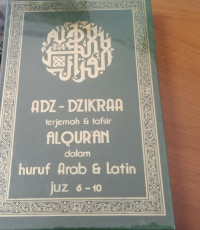 ADZ - DZIKRAA
terjemah & tafsir
ALQURAN
dalam
huruf Arab & Latin
juz 6 - 10